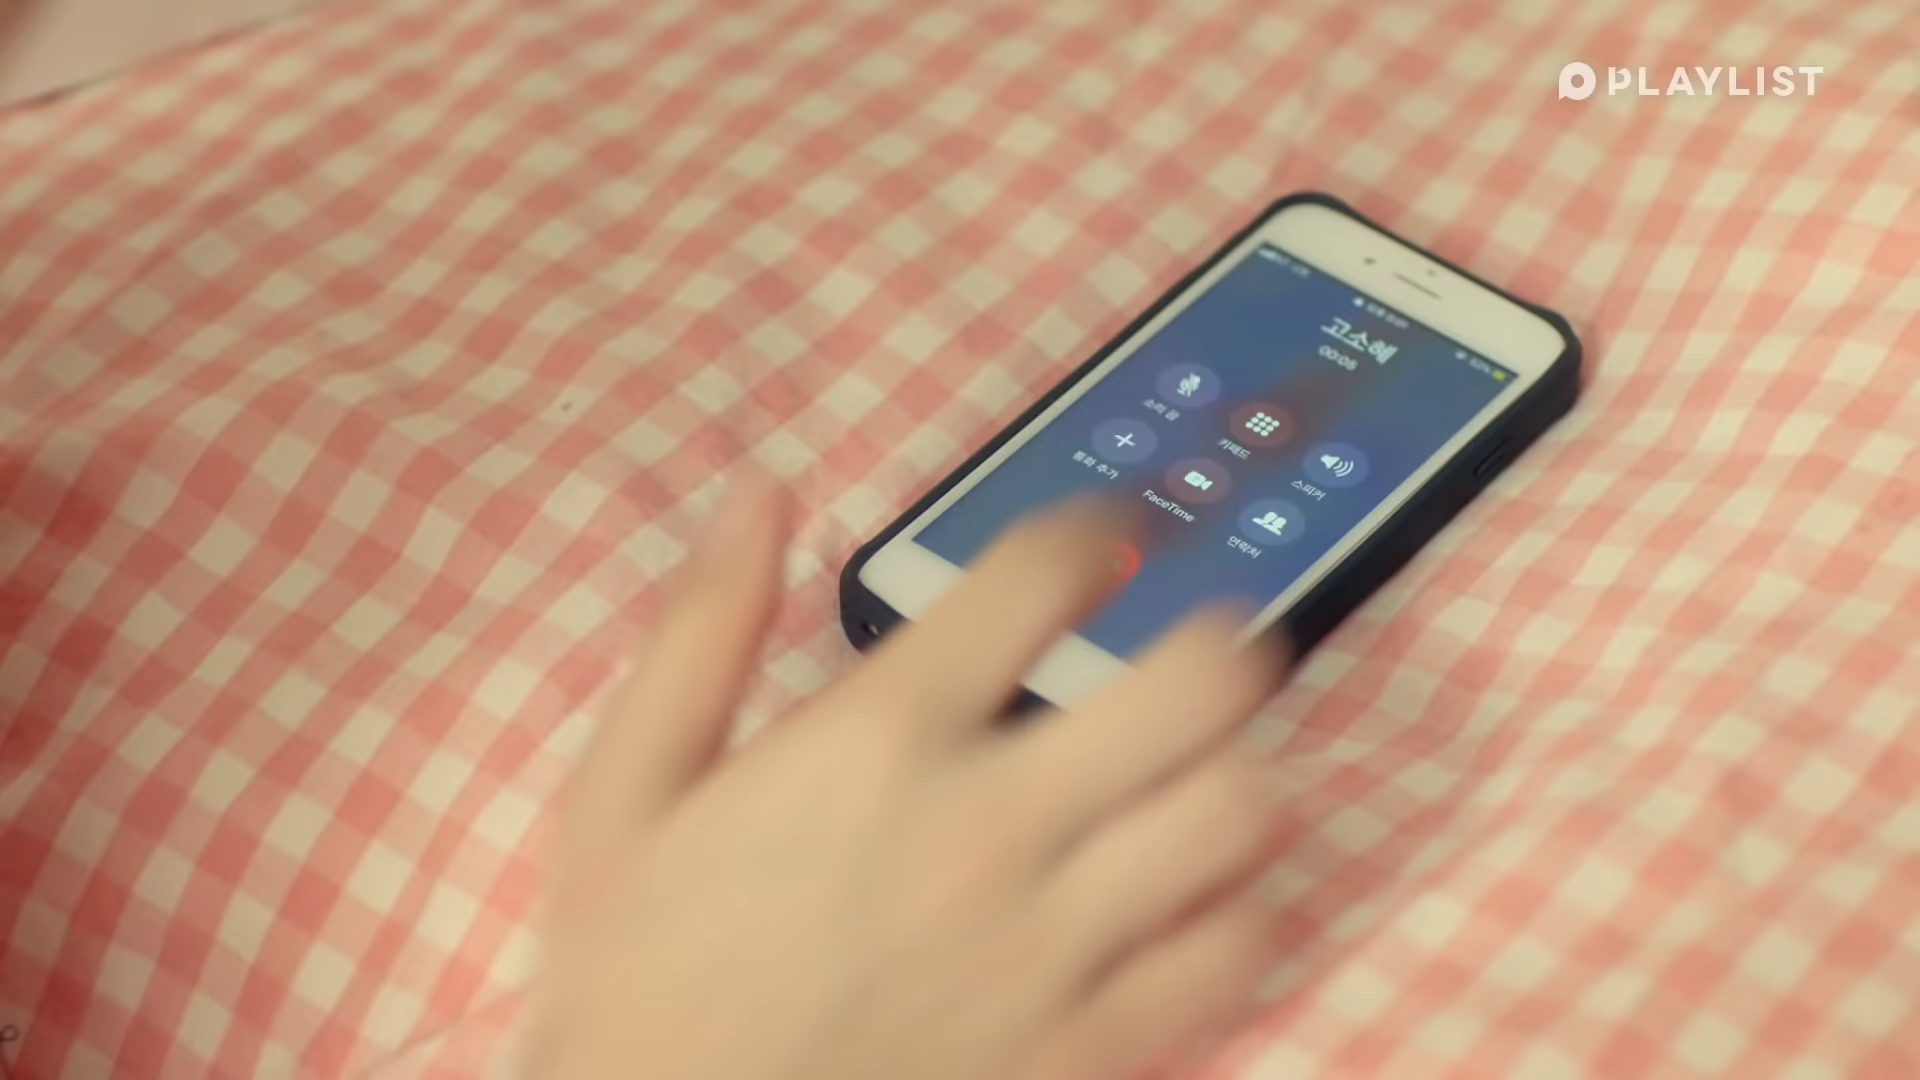 PLAYLIST
고소혜
00:05
소리 끔
키패드
스피커
통화 추가
FaceTime
연락처